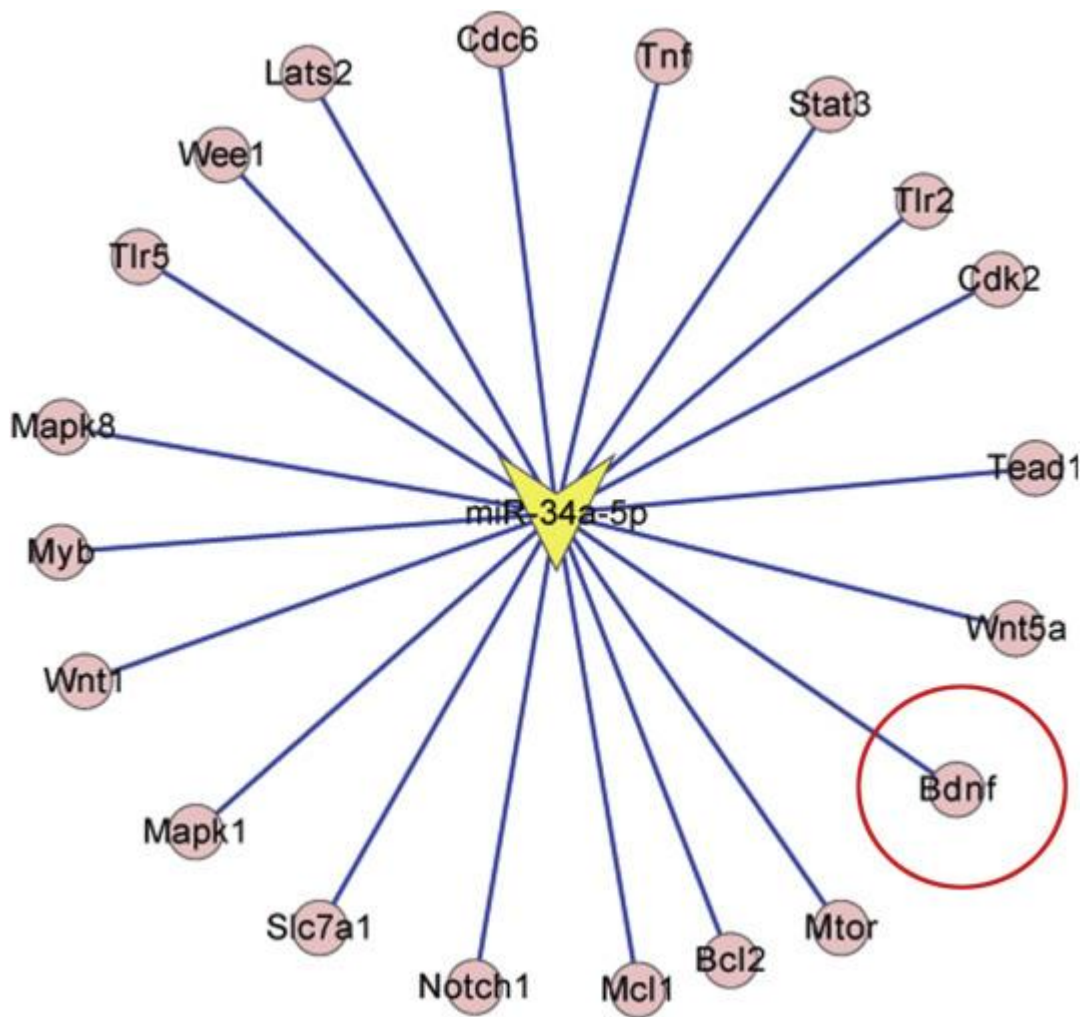 Cdc6
Tnf
Lats2
Stat3
Wee1
Tlr2
Tlr5
Cdk2
Mapk8
Tead1
miR-34a-5p
Myb
Wnt5a
Wnt1
Bdnf
Mapk1
Slc7a1
Mtor
Bcl2
Notch1
Mcl1